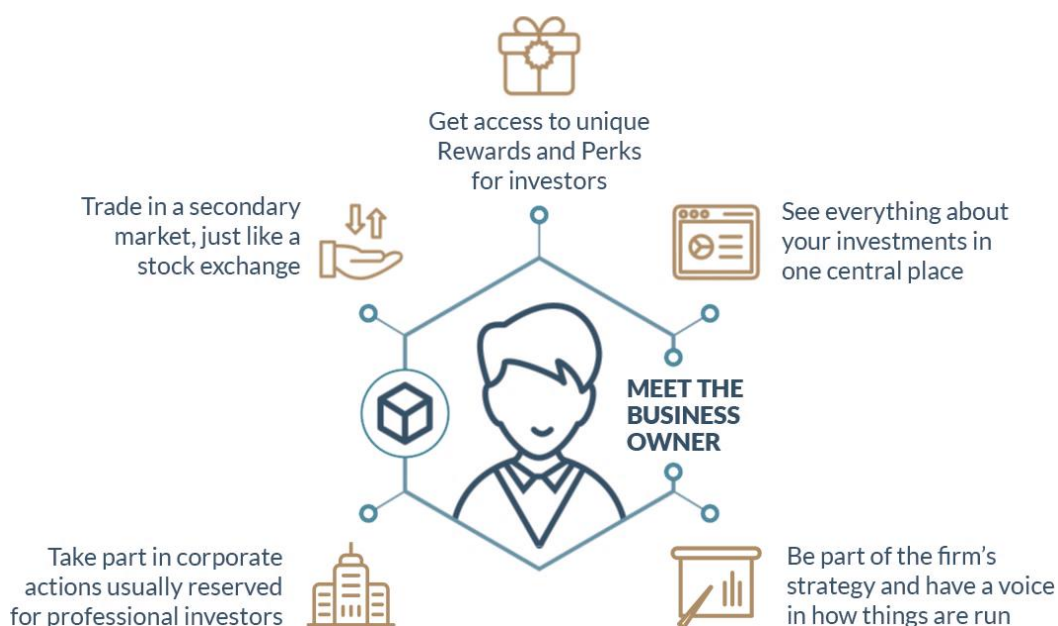 Get access to unique
Rewards and Perks
for investors
Trade in a secondary
market, just like a
stock exchange
See everything about
your investments in
one central place
MEET THE
BUSINESS
OWNER
Take part in corporate
actions usually reserved
for professional investors
Be part of the firm's
strategy and have a voice
in how things are run